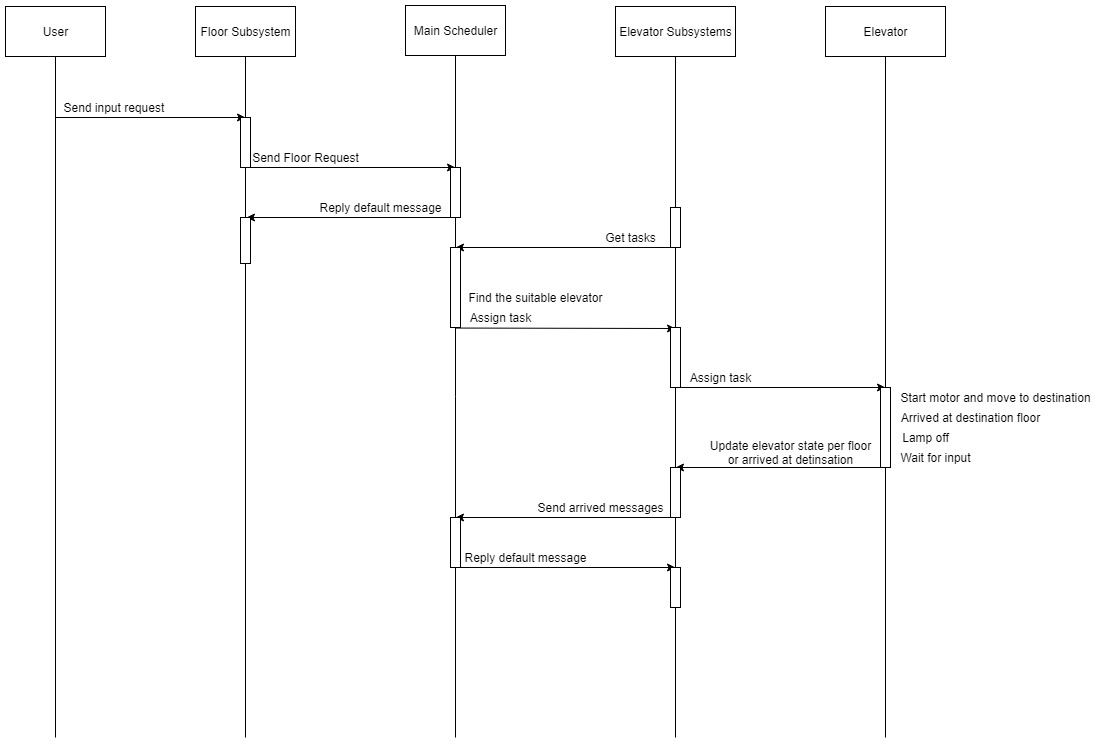 User
Floor Subsystem
Main Scheduler
Elevator Subsystems
Elevator
Send input request
Send Floor Request
Reply default message
Get tasks
Find the suitable elevator
Assign task
Assign task
Start motor and move to destination
Arrived at destination floor
Lamp off
Wait for input
Update elevator state per floor
or arrived at detinsation
Send arrived messages
Reply default message